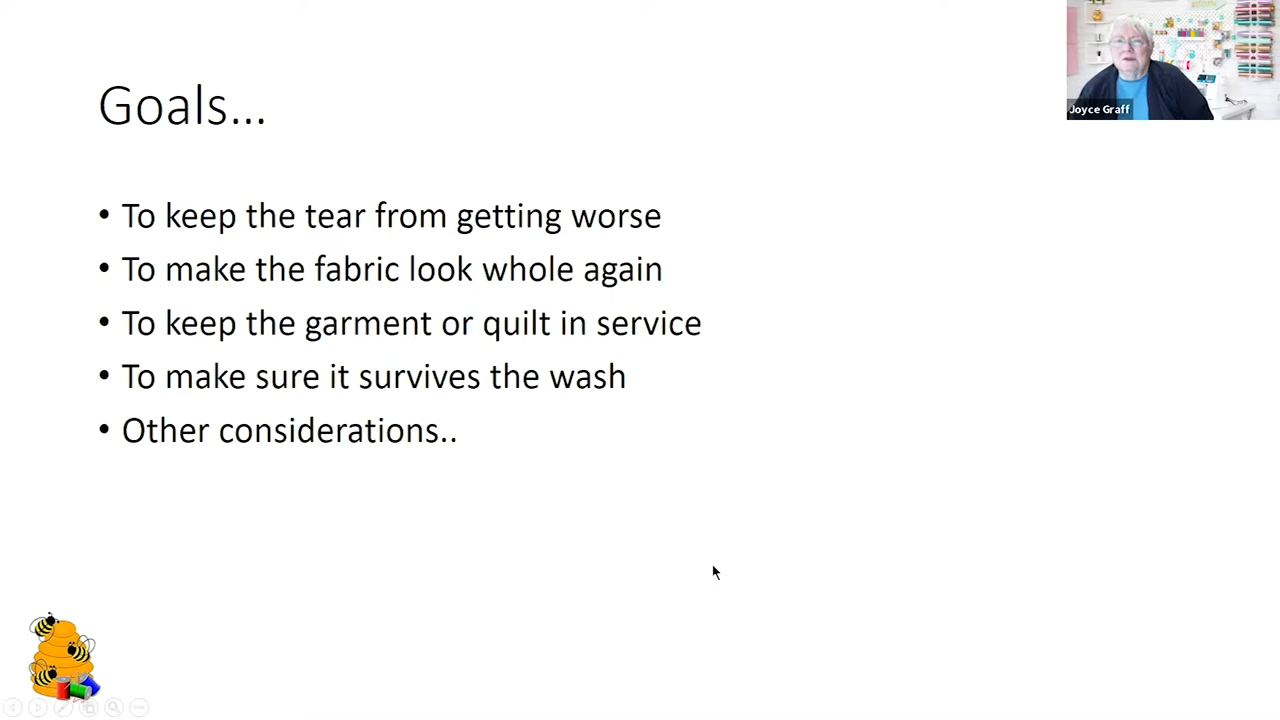 Goals...
• To keep the tear from getting worse
• To make the fabric look whole again
• To keep the garment or quilt in service
• To make sure it survives the wash
• Other considerations..
Joyce Graff